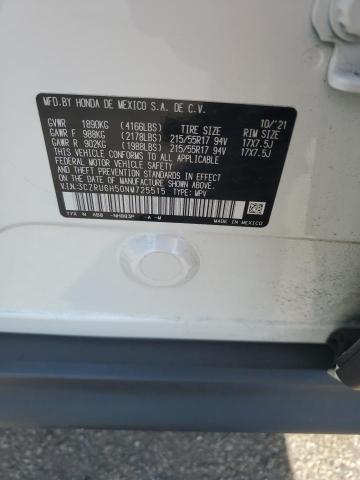 MFD.BY HONDA DE MEXICO S.A. DE C.V. 10/'21
GVWR 1890KG (4166LBS) TIRE SIZE RIM SIZE
GAWR F 988KG (2178LBS) 215/55R17 94V 17X7.5J
GAWR R 902KG (1988LBS) 215/55R17 94V 17X7.5J
THIS VEHICLE CONFORMS TO ALL APPLICABLE
FEDERAL MOTOR VEHICLE SAFETY AND THEFT
PREVENTION STANDARDS IN EFFECT ON THE DATE
OF MANUFACTURE SHOWN ABOVE.
V.I.N:3CZRU6H50NM725515 TYPE: MPV
NH883P -A -M MADE IN MEXICO